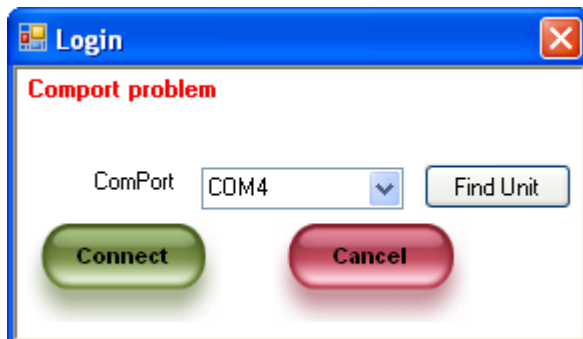 Login
Comport problem
ComPort COM4 Find Unit
Connect Cancel